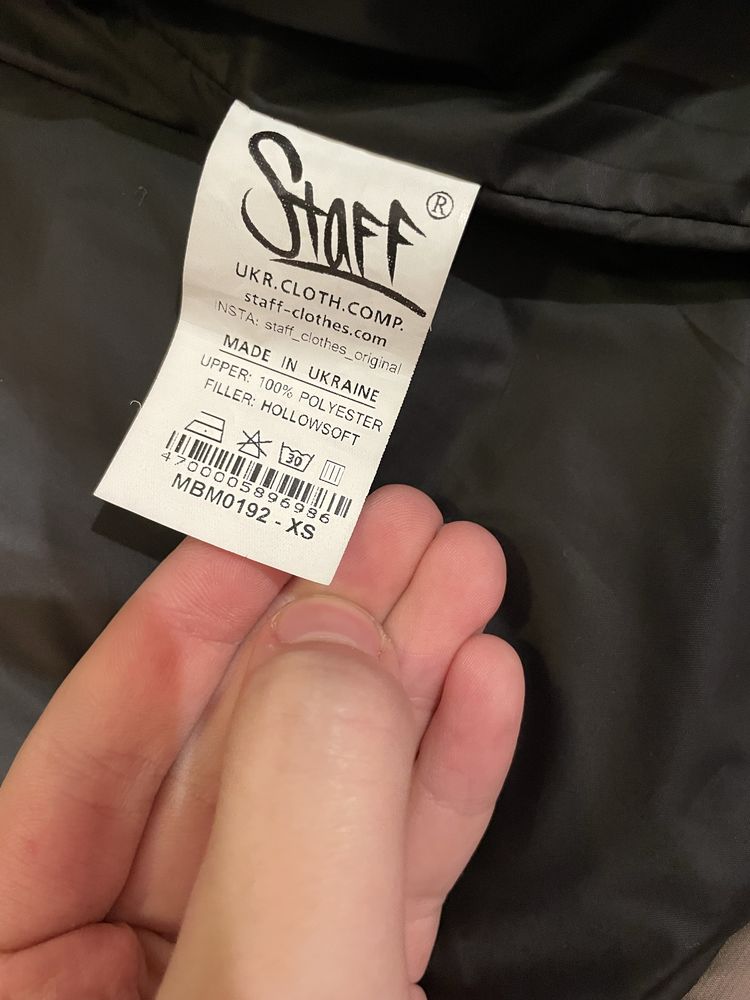 Staff®
UKR.CLOTH.COMP.
staff-clothes.com
INSTA: staff_clothes_original
MADE IN UKRAINE
UPPER: 100% POLYESTER
FILLER: HOLLOWSOFT
30
4700005896986
MBM0192 - XS